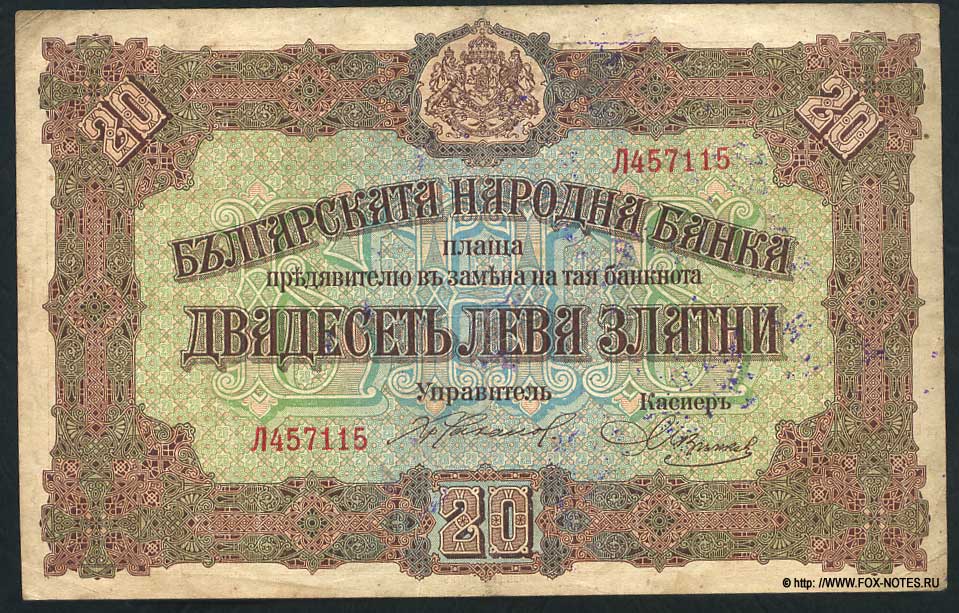 20
20
Л457115
БЪЛГАРСКАТА НАРОДНА БАНКА
плаща
прѣдявителю въ замѣна на тая банкнота
ДВАДЕСЕТЬ ЛЕВА ЗЛАТНИ
Управитель
Касиеръ
Л457115
20
© http: //WWW.FOX-NOTES.RU